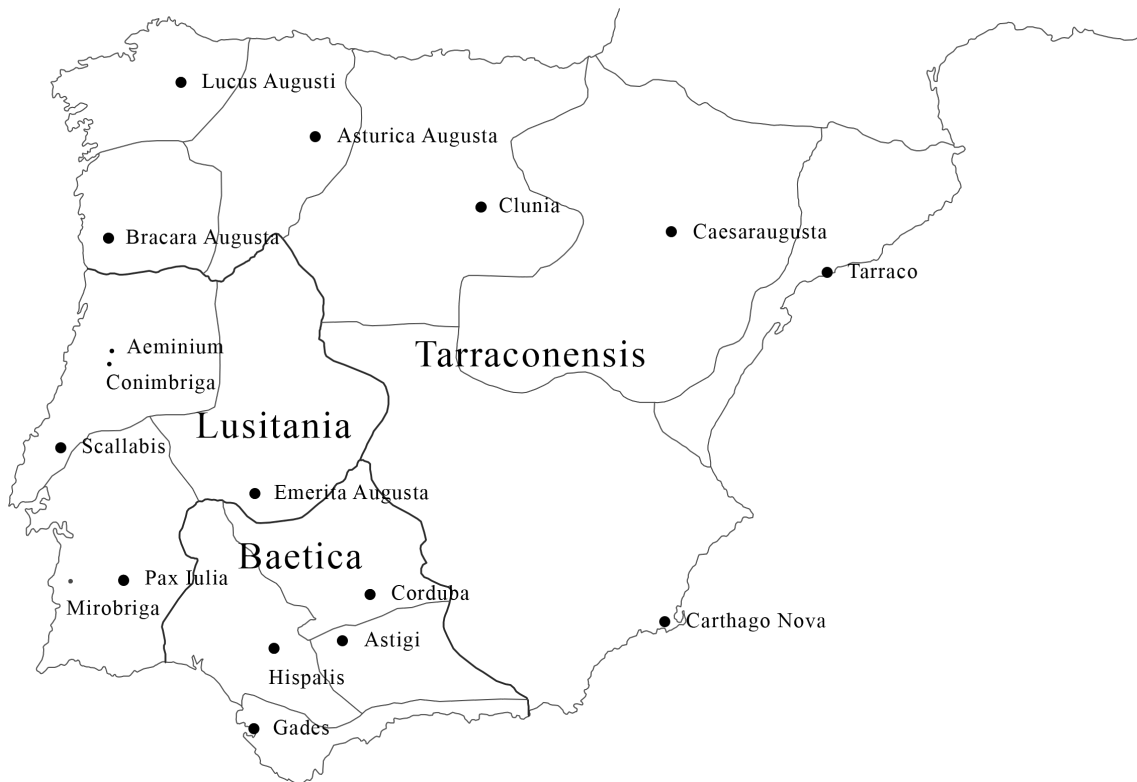 Lucus Augusti
Asturica Augusta
Clunia
Bracara Augusta
Caesaraugusta
Tarraco
Aeminium
Tarraconensis
Conimbriga
Lusitania
Scallabis
Emerita Augusta
Baetica
Pax Iulia
Corduba
Mirobriga
Carthago Nova
Astigi
Hispalis
Gades